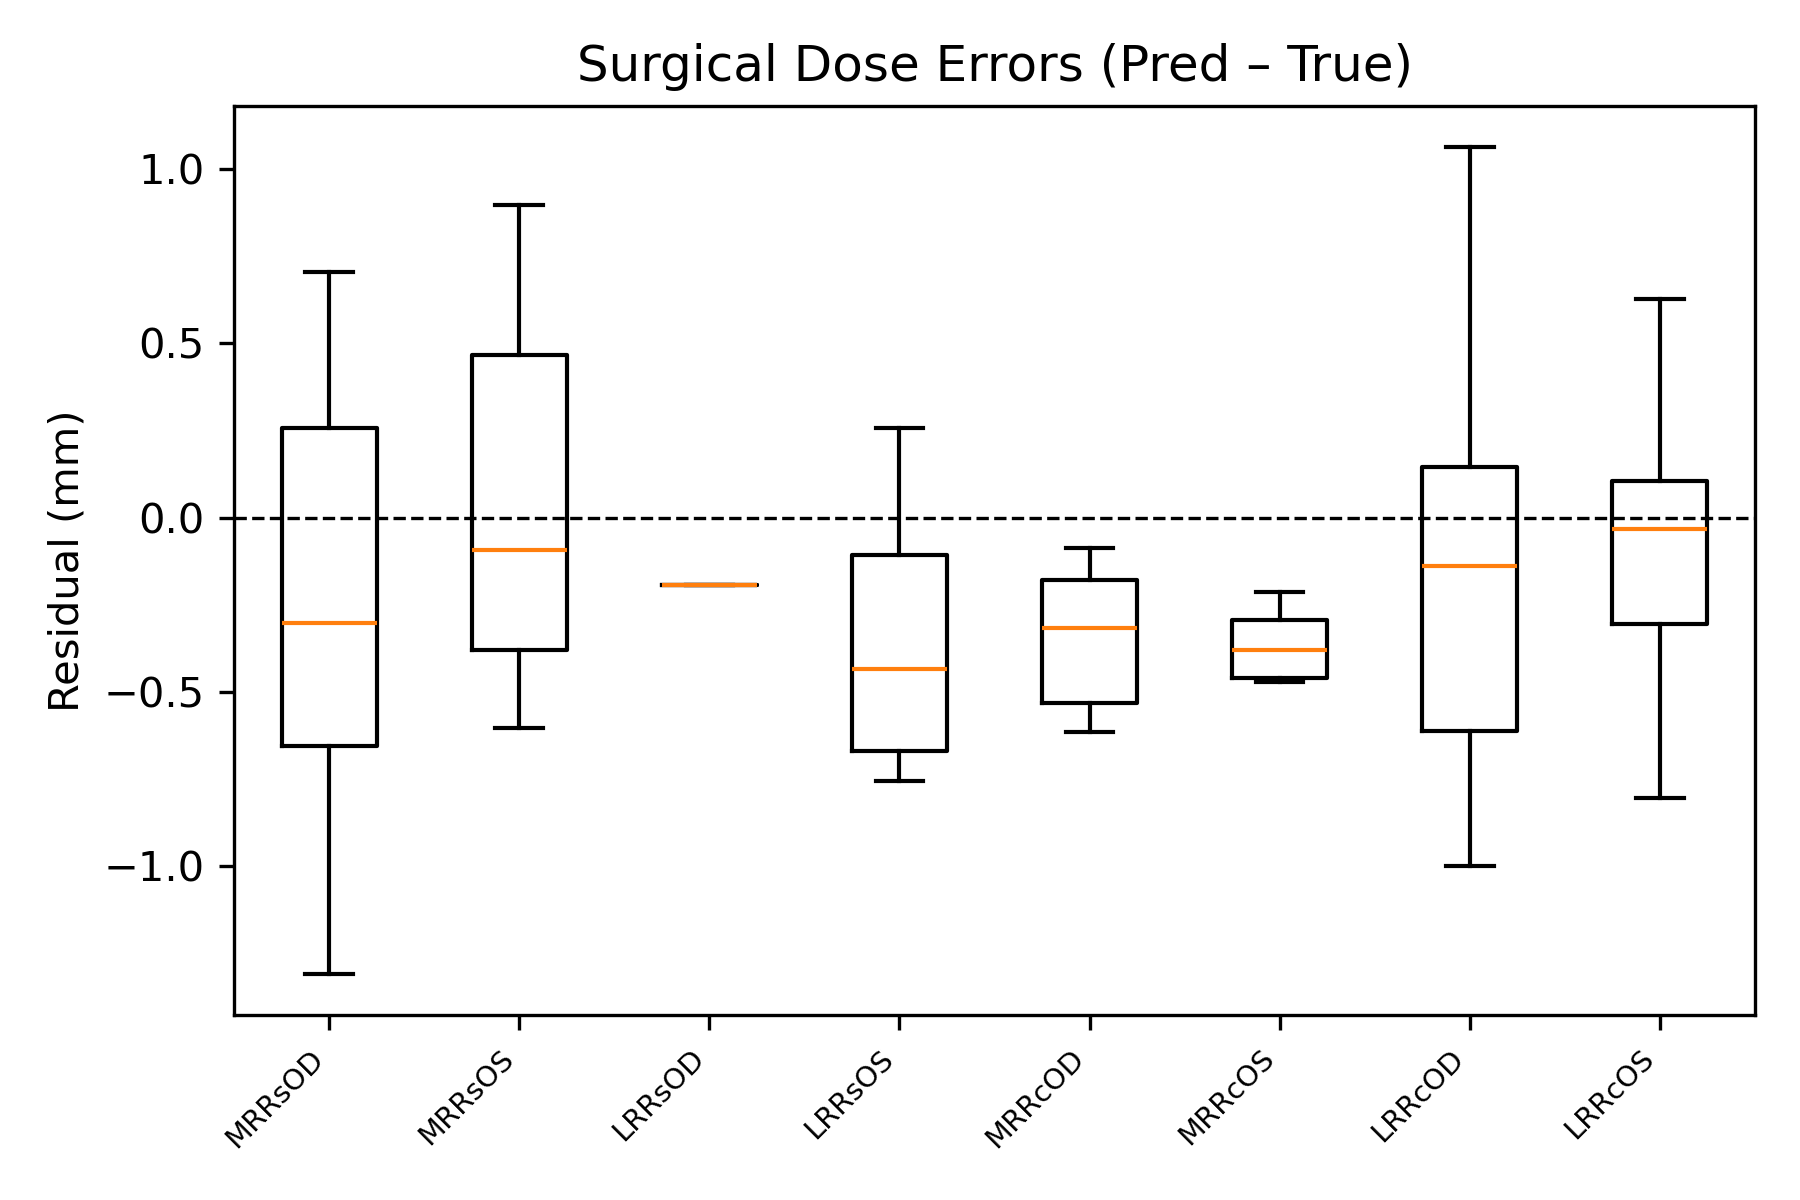 Surgical Dose Errors (Pred – True)
Residual (mm)
1.0
0.5
0.0
−0.5
−1.0
MRRsOD
MRRsOS
LRRsOD
LRRsOS
MRRcOD
MRRcOS
LRRcOD
LRRcOS